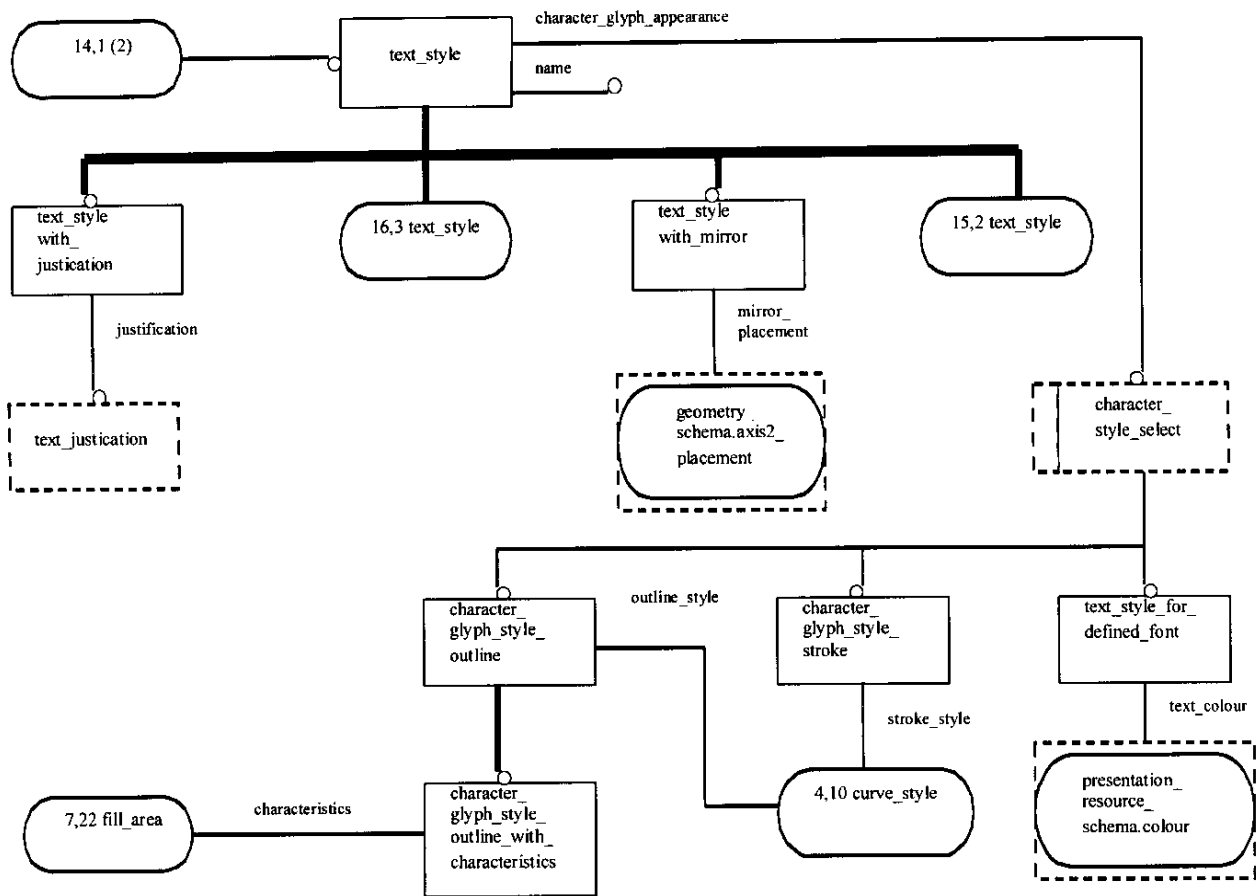 character_glyph_appearance
14,1 (2)
text_style
name
text_style
with_
justication
16,3 text_style
text_style
with_mirror
15,2 text_style
justification
mirror_
placement
text_justication
geometry_
schema.axis2_
placement
character_
style_select
character_
glyph_style_
outline
outline_style
character_
glyph_style_
stroke
text_style_for_
defined_font
stroke_style
text_colour
7,22 fill_area
characteristics
character_
glyph_style_
outline_with_
characteristics
4,10 curve_style
presentation_
resource_
schema.colour